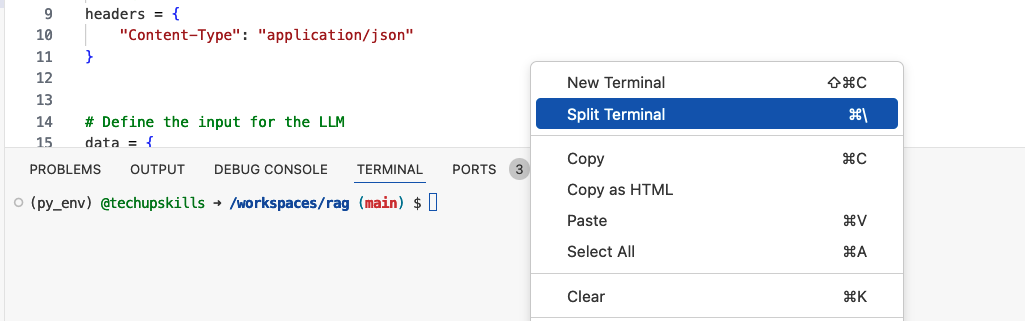 9 headers = {
10 "Content-Type": "application/json"
11 }
12
13
14 # Define the input for the LLM
15 data = {
PROBLEMS OUTPUT DEBUG CONSOLE TERMINAL PORTS 3
(py_env) @techupskills → /workspaces/rag (main) $
New Terminal ⇧⌘C
Split Terminal ⌘\
Copy ⌘C
Copy as HTML
Paste ⌘V
Select All ⌘A
Clear ⌘K